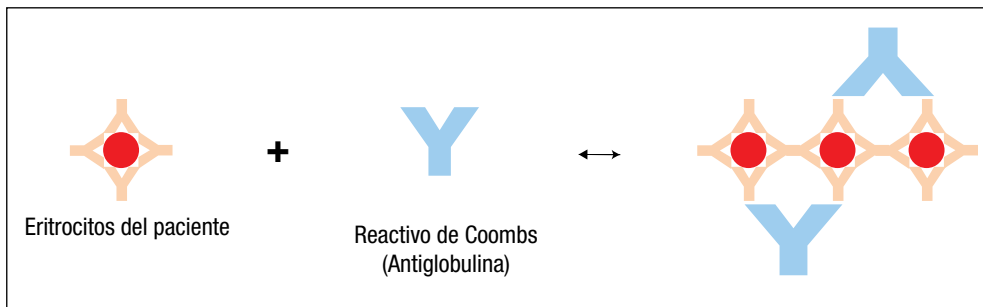 +
Eritrocitos del paciente
Reactivo de Coombs
(Antiglobulina)